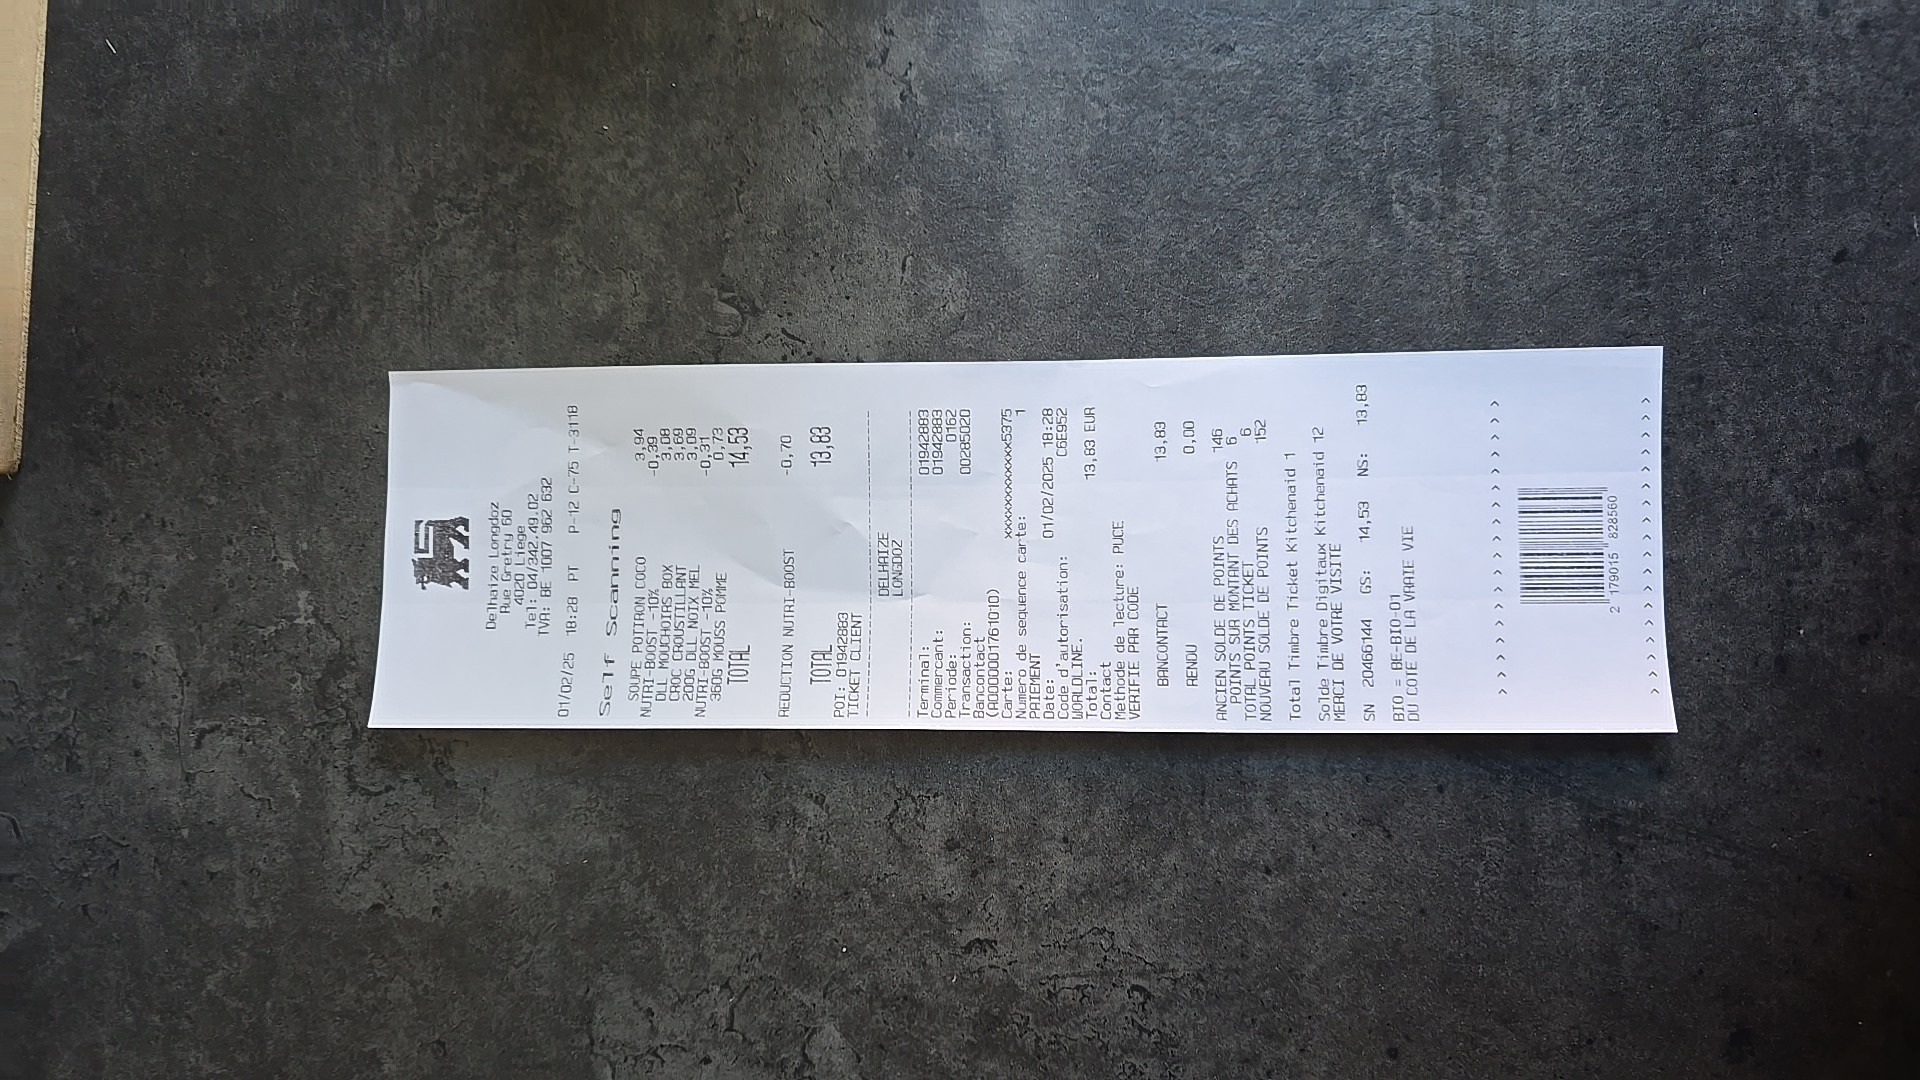 Delhaize Longdoz
Rue Gretry 60
4020 Liege
Tel: 04/342.49.02
TVA: BE 1007 962 632
01/02/25 18:28 PT P-12 C-75 T-3118
Self Scanning
SOUPE POTIRON COCO 3,94
NUTRI-BOOST -10% -0,39
DLL MOUCHOIRS BOX 3,08
CROC CROUSTILLANT 3,69
200G DLL NOIX MEL 3,09
NUTRI-BOOST -10% -0,31
360G MOUSS POMME 0,73
TOTAL 14,53
REDUCTION NUTRI-BOOST -0,70
TOTAL 13,83
POI: 01942883
TICKET CLIENT
DELHAIZE
LONGDOZ
Terminal: 01942883
Commercant: 01942883
Periode: 0162
Transaction: 00285020
Bancontact
(A0000001761010)
Carte: xxxxxxxxxxxxx5375
Numero de sequence carte: 1
PAIEMENT
Date: 01/02/2025 18:28
Code d'autorisation: C6E952
WORLDLINE.
Total: 13,83 EUR
Contact
Methode de lecture: PUCE
VERIFIE PAR CODE
BANCONTACT 13,83
RENDU 0,00
ANCIEN SOLDE DE POINTS 146
POINTS SUR MONTANT DES ACHATS 6
TOTAL POINTS TICKET 6
NOUVEAU SOLDE DE POINTS 152
Total Timbre Ticket Kitchenaid 1
Solde Timbre Digitaux Kitchenaid 12
MERCI DE VOTRE VISITE
SN 20466144 GS: 14,53 NS: 13,83
BIO = BE-BIO-01
DU COTE DE LA VRAIE VIE
> > > > > > > > > > > > > > > > > > >
2 179015 828560
> > > > > > > > > > > > > > > > > > >